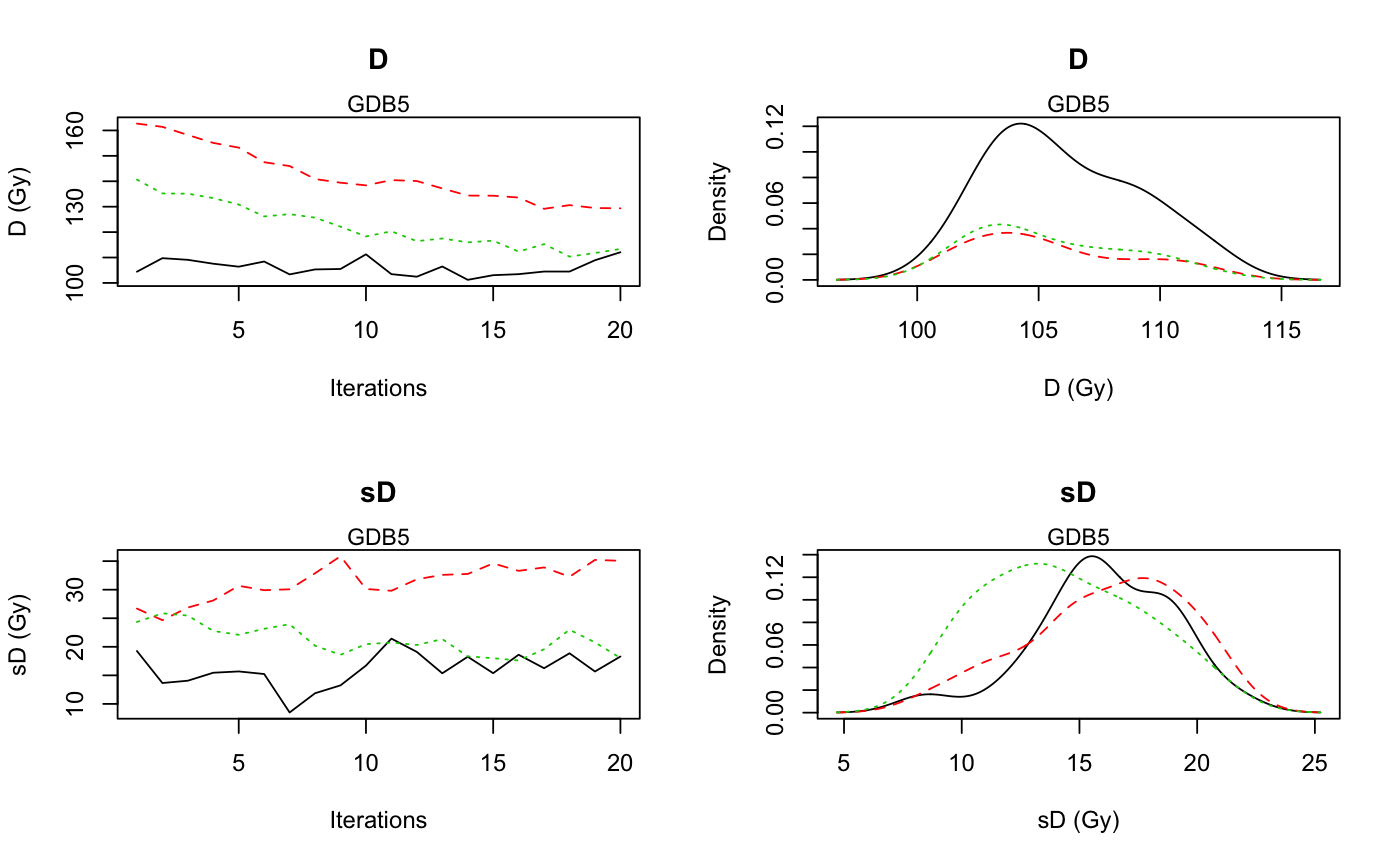 D
GDB5
D (Gy)
160
130
100
5 10 15 20
Iterations
D
GDB5
Density
0.12
0.06
0.00
100 105 110 115
D (Gy)
sD
GDB5
sD (Gy)
30
20
10
5 10 15 20
Iterations
sD
GDB5
Density
0.12
0.06
0.00
5 10 15 20 25
sD (Gy)